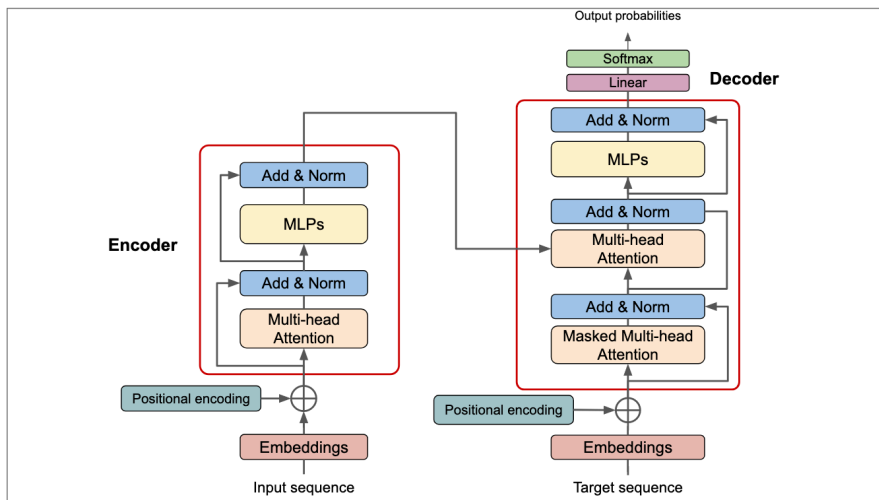 Output probabilities
Softmax
Linear
Decoder
Add & Norm
MLPs
Add & Norm
Multi-head
Attention
Add & Norm
Masked Multi-head
Attention
Positional encoding
Embeddings
Target sequence
Encoder
Add & Norm
MLPs
Add & Norm
Multi-head
Attention
Positional encoding
Embeddings
Input sequence